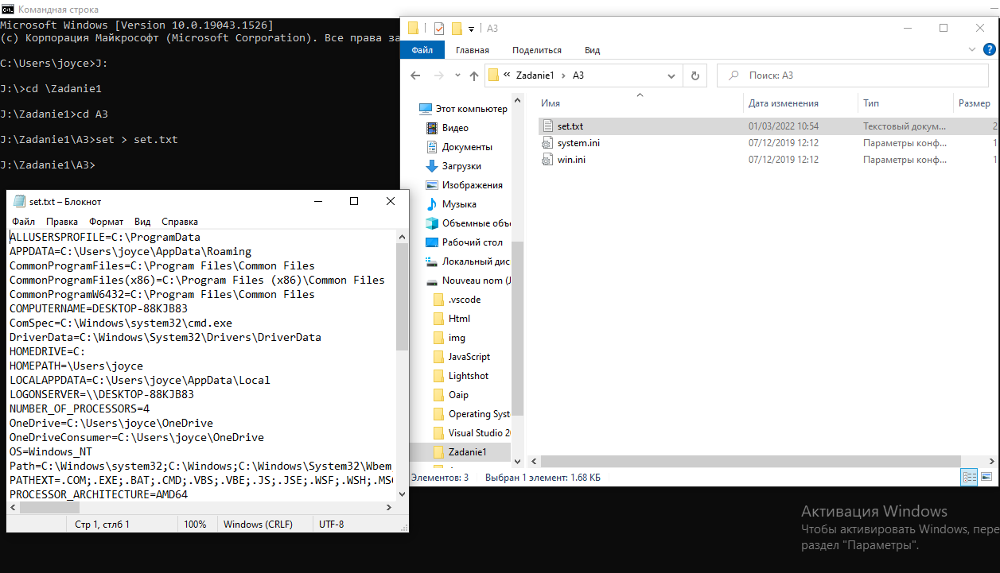 Командная строка
Microsoft Windows [Version 10.0.19043.1526]
(c) Корпорация Майкрософт (Microsoft Corporation). Все права за
C:\Users\joyce>J:
J:\>cd \Zadanie1
J:\Zadanie1>cd A3
J:\Zadanie1\A3>set > set.txt
J:\Zadanie1\A3>
A3
Файл Главная Поделиться Вид
« Zadanie1 › A3
Поиск: A3
Имя Дата изменения Тип Размер
set.txt 01/03/2022 10:54 Текстовый докум... 2
system.ini 07/12/2019 12:12 Параметры конф... 1
win.ini 07/12/2019 12:12 Параметры конф... 1
Этот компьютер
Видео
Документы
Загрузки
Изображения
Музыка
Объемные объе
Рабочий стол
Локальный дис
Nouveau nom (J
.vscode
Html
img
JavaScript
Lightshot
Oaip
Operating Syst
Visual Studio 2
Zadanie1
Элементов: 3 Выбран 1 элемент: 1.68 КБ
set.txt – Блокнот
Файл Правка Формат Вид Справка
ALLUSERSPROFILE=C:\ProgramData
APPDATA=C:\Users\joyce\AppData\Roaming
CommonProgramFiles=C:\Program Files\Common Files
CommonProgramFiles(x86)=C:\Program Files (x86)\Common Files
CommonProgramW6432=C:\Program Files\Common Files
COMPUTERNAME=DESKTOP-88KJB83
ComSpec=C:\Windows\system32\cmd.exe
DriverData=C:\Windows\System32\Drivers\DriverData
HOMEDRIVE=C:
HOMEPATH=\Users\joyce
LOCALAPPDATA=C:\Users\joyce\AppData\Local
LOGONSERVER=\\DESKTOP-88KJB83
NUMBER_OF_PROCESSORS=4
OneDrive=C:\Users\joyce\OneDrive
OneDriveConsumer=C:\Users\joyce\OneDrive
OS=Windows_NT
Path=C:\Windows\system32;C:\Windows;C:\Windows\System32\Wbem
PATHEXT=.COM;.EXE;.BAT;.CMD;.VBS;.VBE;.JS;.JSE;.WSF;.WSH;.MSC
PROCESSOR_ARCHITECTURE=AMD64
Стр 1, стлб 1 100% Windows (CRLF) UTF-8
Активация Windows
Чтобы активировать Windows, пере
раздел "Параметры".